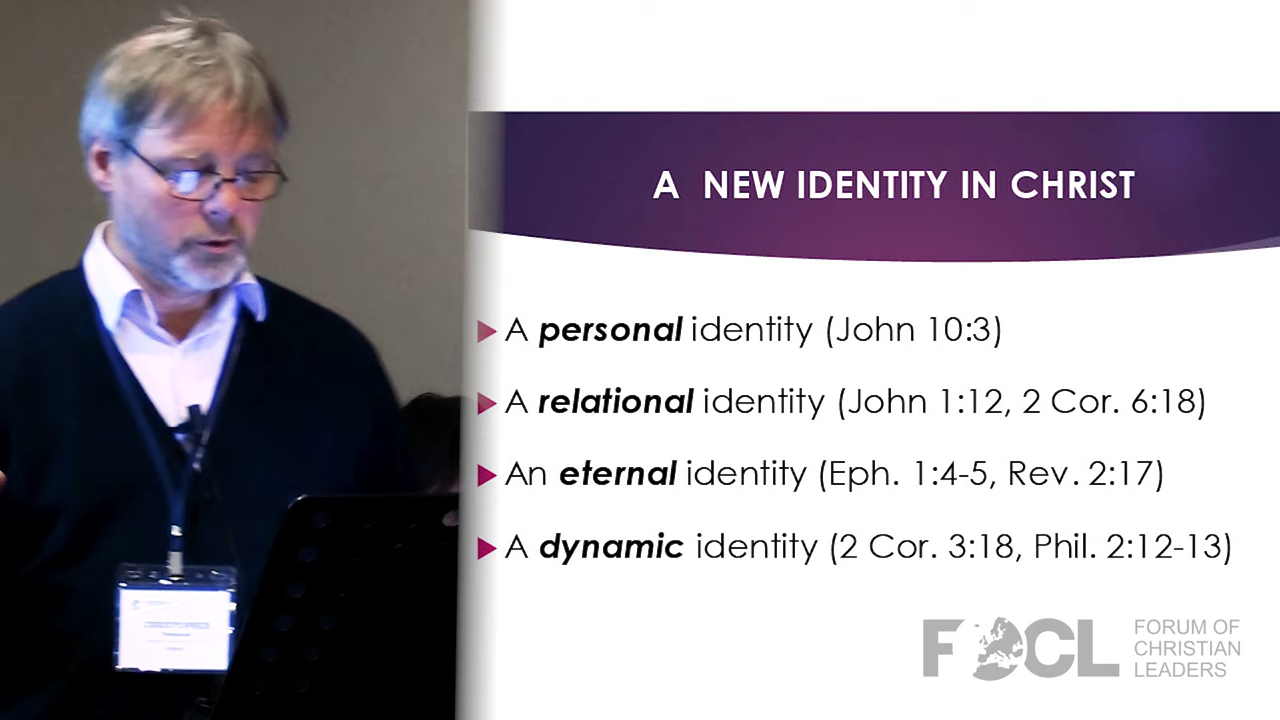 A NEW IDENTITY IN CHRIST
A personal identity (John 10:3)
A relational identity (John 1:12, 2 Cor. 6:18)
An eternal identity (Eph. 1:4-5, Rev. 2:17)
A dynamic identity (2 Cor. 3:18, Phil. 2:12-13)
FOCL
FORUM OF
CHRISTIAN
LEADERS